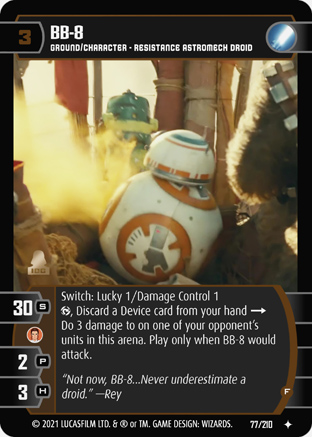 3
BB-8
GROUND/CHARACTER - RESISTANCE ASTROMECH DROID
100
30 S
Switch: Lucky 1/Damage Control 1
, Discard a Device card from your hand →
Do 3 damage to on one of your opponent's
units in this arena. Play only when BB-8 would
attack.
2 P
"Not now, BB-8...Never underestimate a
droid." —Rey
3 H
F
© 2021 LUCASFILM LTD. & ® OR TM. GAME DESIGN: WIZARDS.
77/210